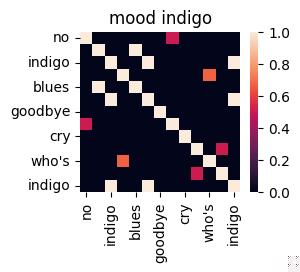 mood indigo
no
indigo
blues
goodbye
cry
who's
indigo
1.0
0.8
0.6
0.4
0.2
0.0
no
indigo
blues
goodbye
cry
who's
indigo